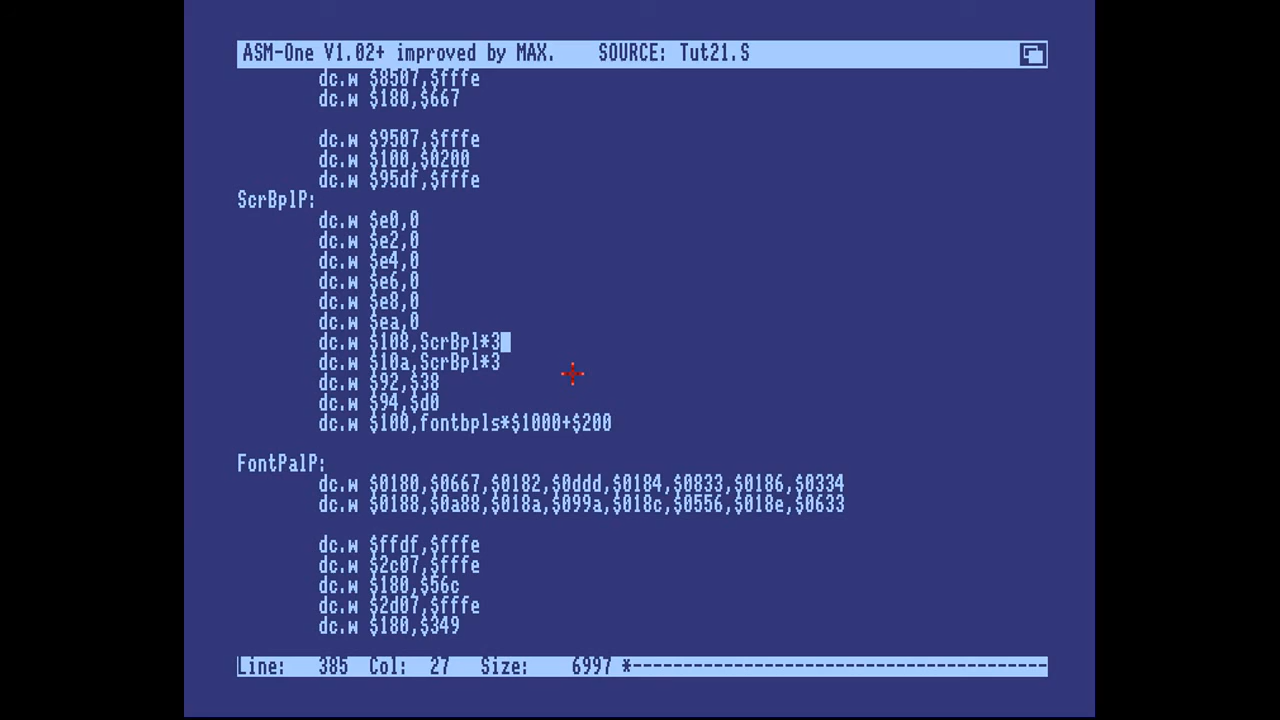 ASM-One V1.02+ improved by MAX.    SOURCE: Tut21.S
dc.w $8507,$fffe
dc.w $180,$667
dc.w $9507,$fffe
dc.w $100,$0200
dc.w $95df,$fffe
ScrBplP:
dc.w $e0,0
dc.w $e2,0
dc.w $e4,0
dc.w $e6,0
dc.w $e8,0
dc.w $ea,0
dc.w $108,ScrBpl*3
dc.w $10a,ScrBpl*3
dc.w $92,$38
dc.w $94,$d0
dc.w $100,fontbpls*$1000+$200
FontPalP:
dc.w $0180,$0667,$0182,$0ddd,$0184,$0833,$0186,$0334
dc.w $0188,$0a88,$018a,$099a,$018c,$0556,$018e,$0633
dc.w $ffdf,$fffe
dc.w $2c07,$fffe
dc.w $180,$56c
dc.w $2d07,$fffe
dc.w $180,$349
Line:   385 Col:  27   Size:    6997 *-----------------------------------------